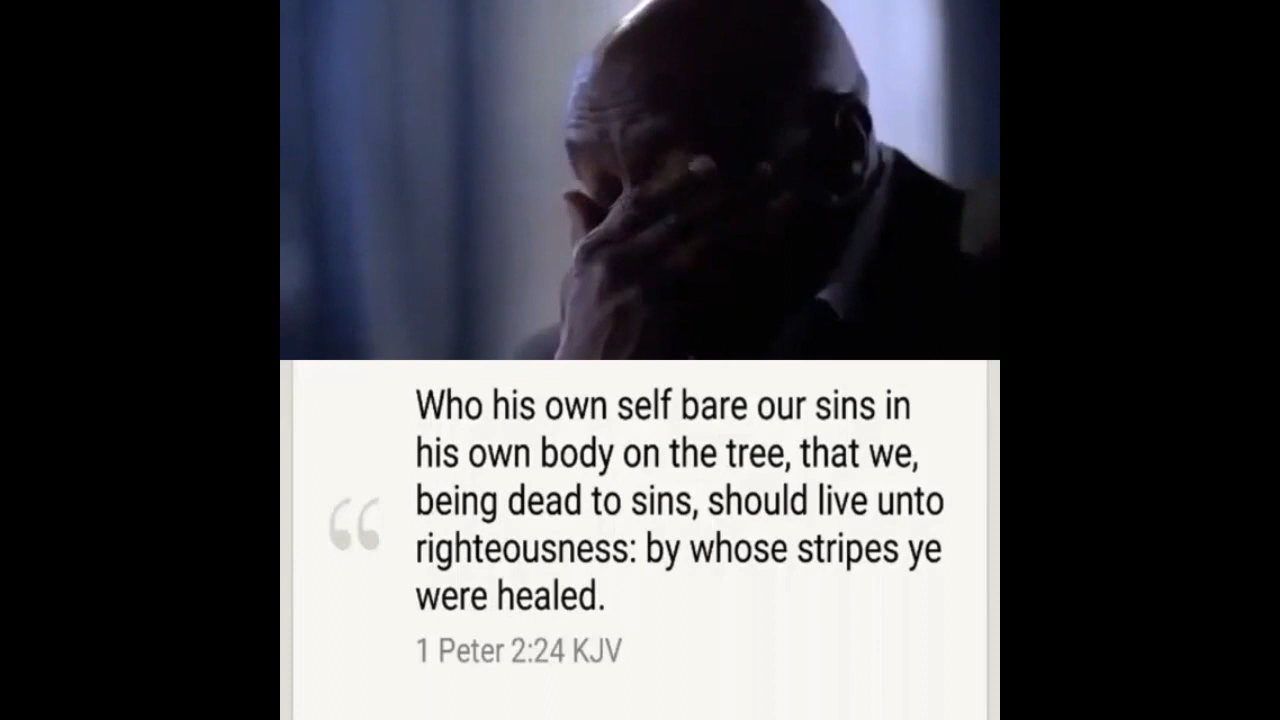 Who his own self bare our sins in
his own body on the tree, that we,
being dead to sins, should live unto
righteousness: by whose stripes ye
were healed.
1 Peter 2:24 KJV